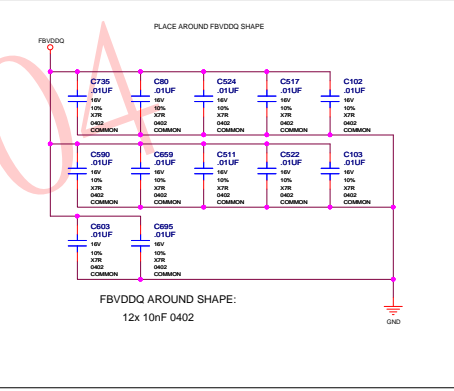 PLACE AROUND FBVDDQ SHAPE
FBVDDQ
C735 C80 C524 C517 C102
.01UF .01UF .01UF .01UF .01UF
16V 16V 16V 16V 16V
10% 10% 10% 10% 10%
X7R X7R X7R X7R X7R
0402 0402 0402 0402 0402
COMMON COMMON COMMON COMMON COMMON
C590 C659 C511 C522 C103
.01UF .01UF .01UF .01UF .01UF
16V 16V 16V 16V 16V
10% 10% 10% 10% 10%
X7R X7R X7R X7R X7R
0402 0402 0402 0402 0402
COMMON COMMON COMMON COMMON COMMON
C603 C695
.01UF .01UF
16V 16V
10% 10%
X7R X7R
0402 0402
COMMON COMMON
FBVDDQ AROUND SHAPE:
12x 10nF 0402
GND